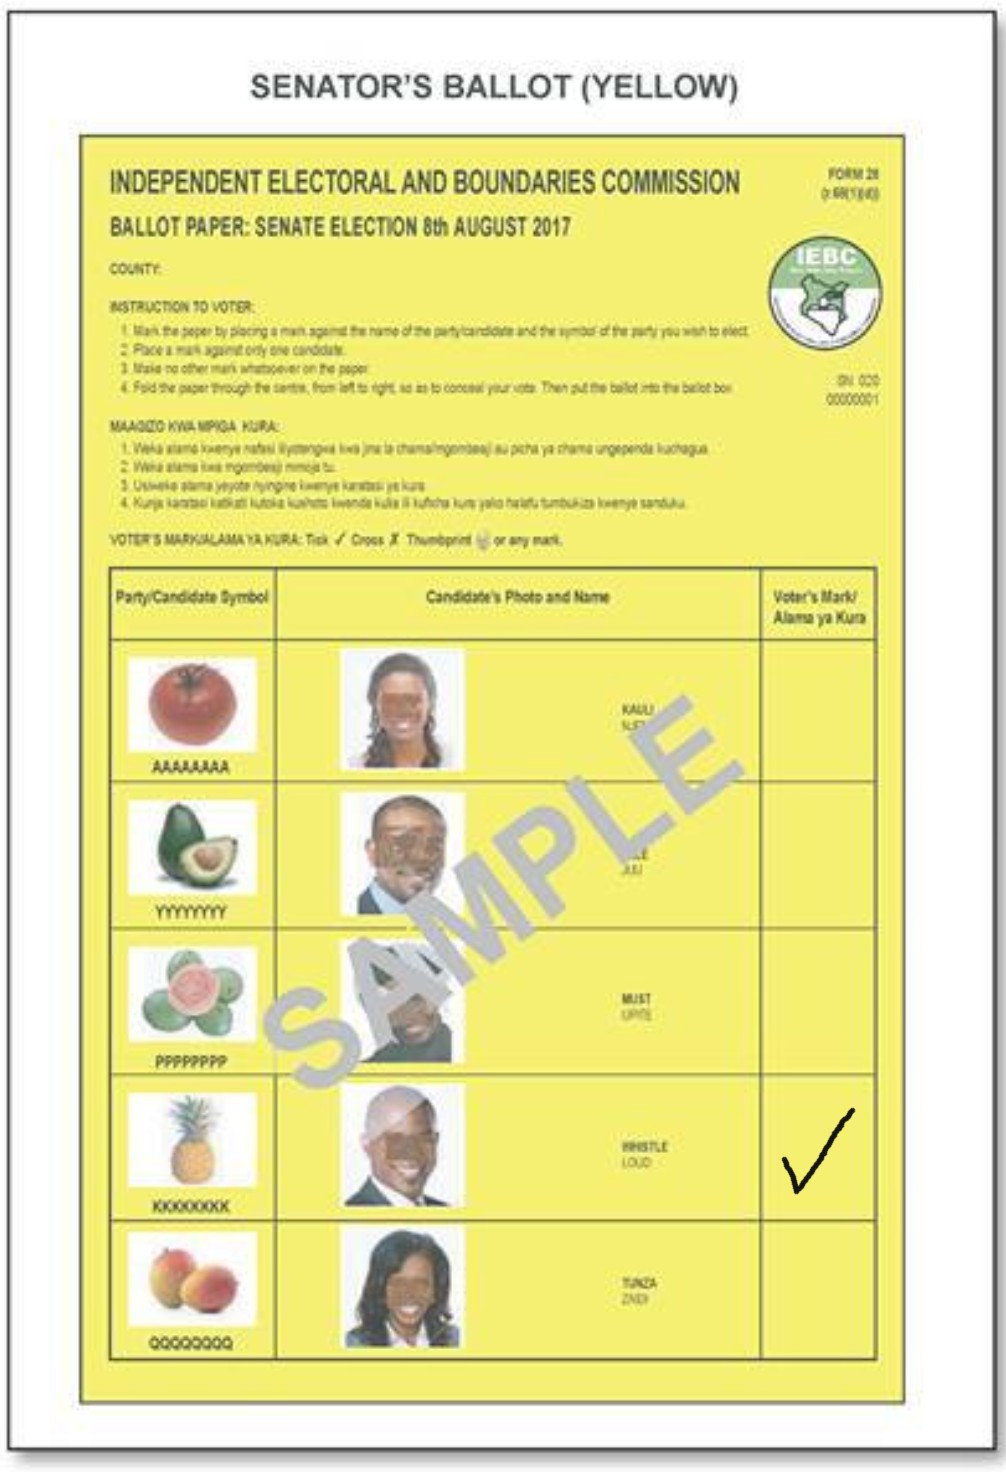 SENATOR'S BALLOT (YELLOW)
INDEPENDENT ELECTORAL AND BOUNDARIES COMMISSION
FORM 28
BALLOT PAPER: SENATE ELECTION 8th AUGUST 2017
COUNTY:
IEBC
INSTRUCTION TO VOTER:
1. Mark the paper by placing a mark against the name of the party/candidate and the symbol of the party you wish to elect.
2. Place a mark against only one candidate.
3. Make no other mark whatsoever on the paper.
4. Fold the paper through the centre, from left to right, so as to conceal your vote. Then put the ballot into the ballot box.
SN. 020
00000001
MAAGIZO KWA MPIGA KURA:
1. Weka alama kwenye nafasi iliyotengwa kwa jina la chama/mgombeaji au picha ya chama ungependa kuchagua.
2. Weka alama kwa mgombeaji mmoja tu.
3. Usiweke alama yeyote nyingine kwenye karatasi ya kura.
4. Kunja karatasi katikati kutoka kushoto kwenda kulia ili kuficha kura yako halafu tumbukiza kwenye sanduku.
VOTER'S MARK/ALAMA YA KURA: Tick ✓ Cross ✗ Thumbprint or any mark.
Party/Candidate Symbol
Candidate's Photo and Name
Voter's Mark/
Alama ya Kura
AAAAAAAA
KAULI
YYYYYYYY
JULI
PPPPPPPP
MUST
UPITE
KKKKKKKK
WHISTLE
LOUD
QQQQQQQQ
TUNZA
ZAIDI
SAMPLE